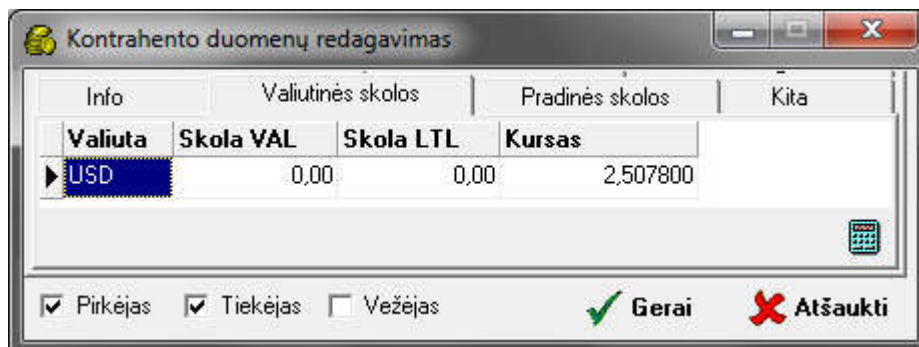 Kontrahento duomenų redagavimas
Info Valiutinės skolos Pradinės skolos Kita
Valiuta Skola VAL Skola LTL Kursas
USD 0,00 0,00 2,507800
Pirkėjas Tiekėjas Vežėjas Gerai Atšaukti